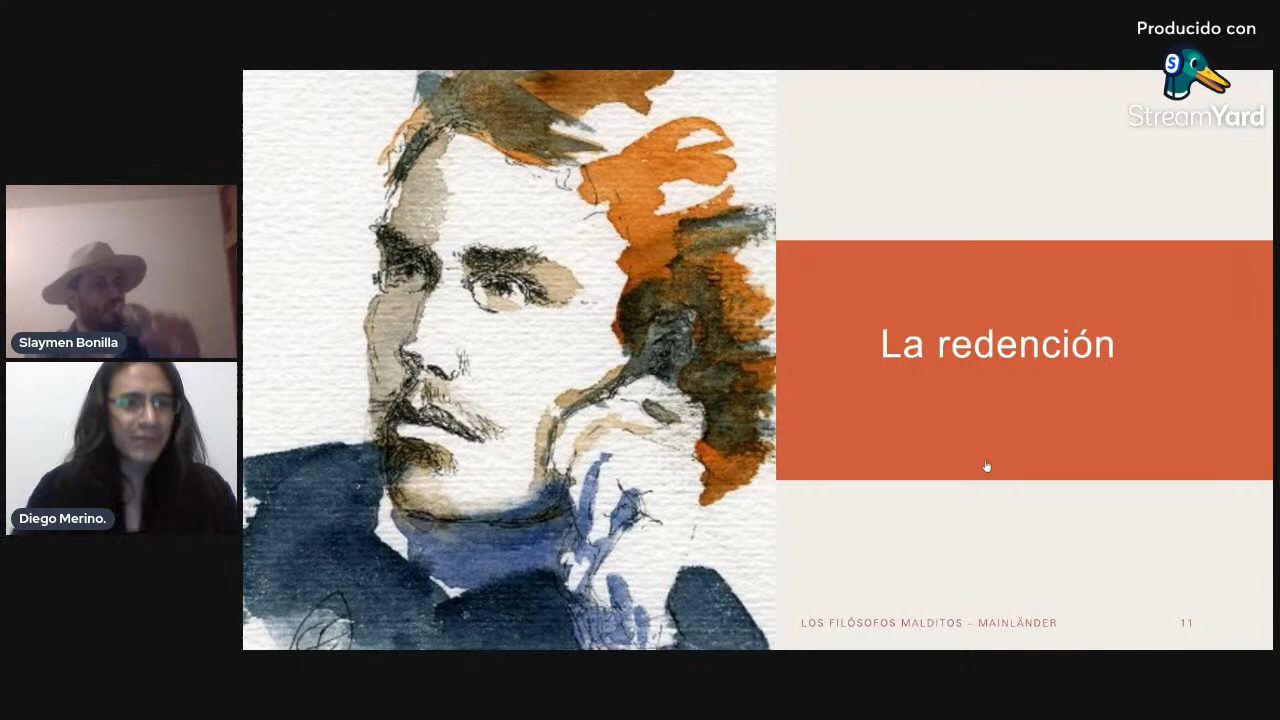 Producido con
S
StreamYard
Slaymen Bonilla
Diego Merino.
La redención
LOS FILÓSOFOS MALDITOS – MAINLÄNDER
11